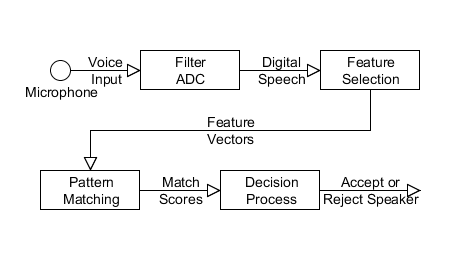 Voice
Input
Microphone
Filter
ADC
Digital
Speech
Feature
Selection
Feature
Vectors
Pattern
Matching
Match
Scores
Decision
Process
Accept or
Reject Speaker